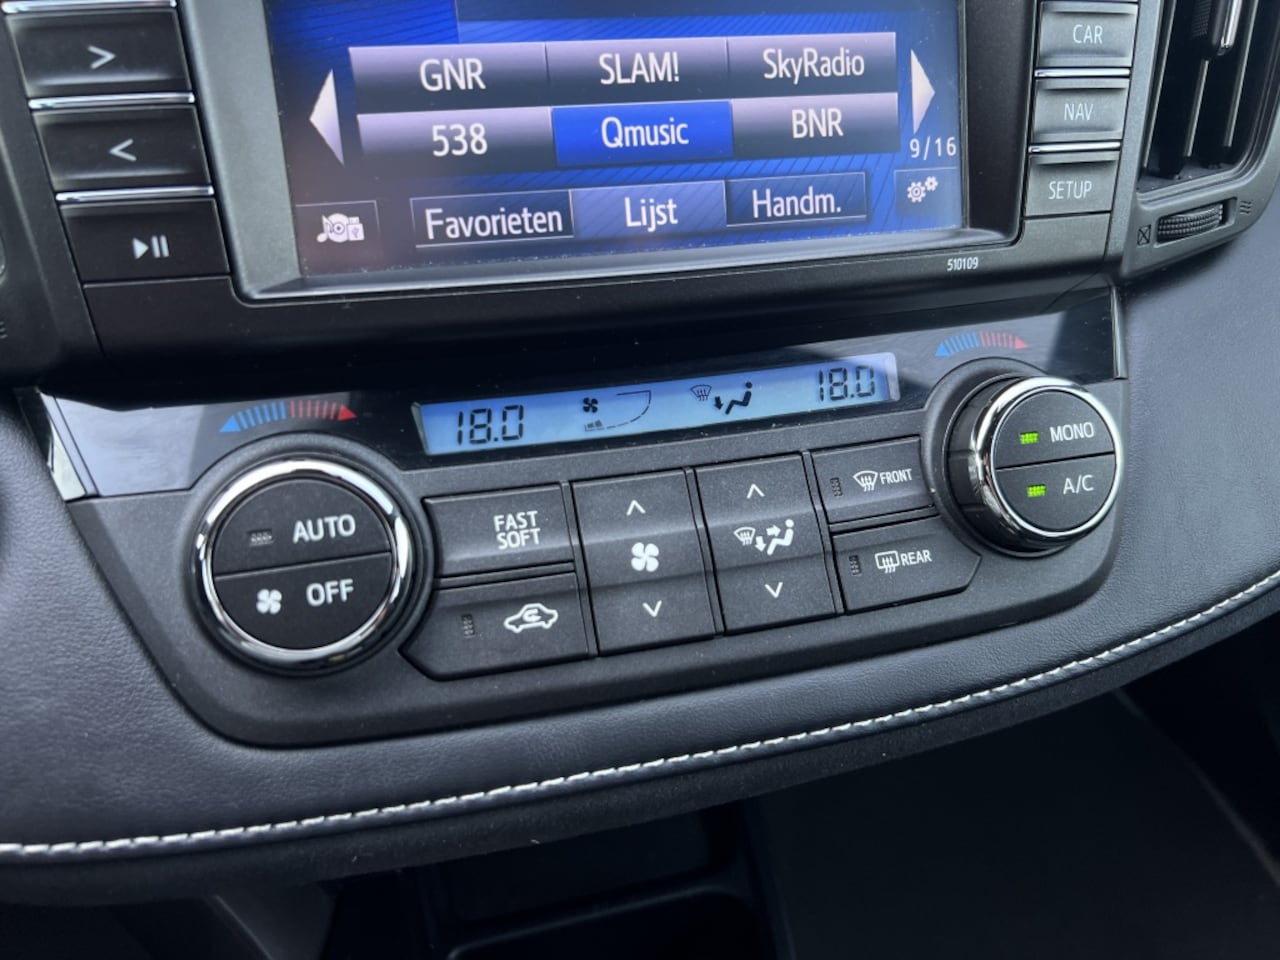 GNR SLAM! SkyRadio
538 Qmusic BNR
9/16
Favorieten Lijst Handm.
CAR
NAV
SETUP
510109
18.0 18.0
AUTO
OFF
FAST
SOFT
FRONT
REAR
MONO
A/C